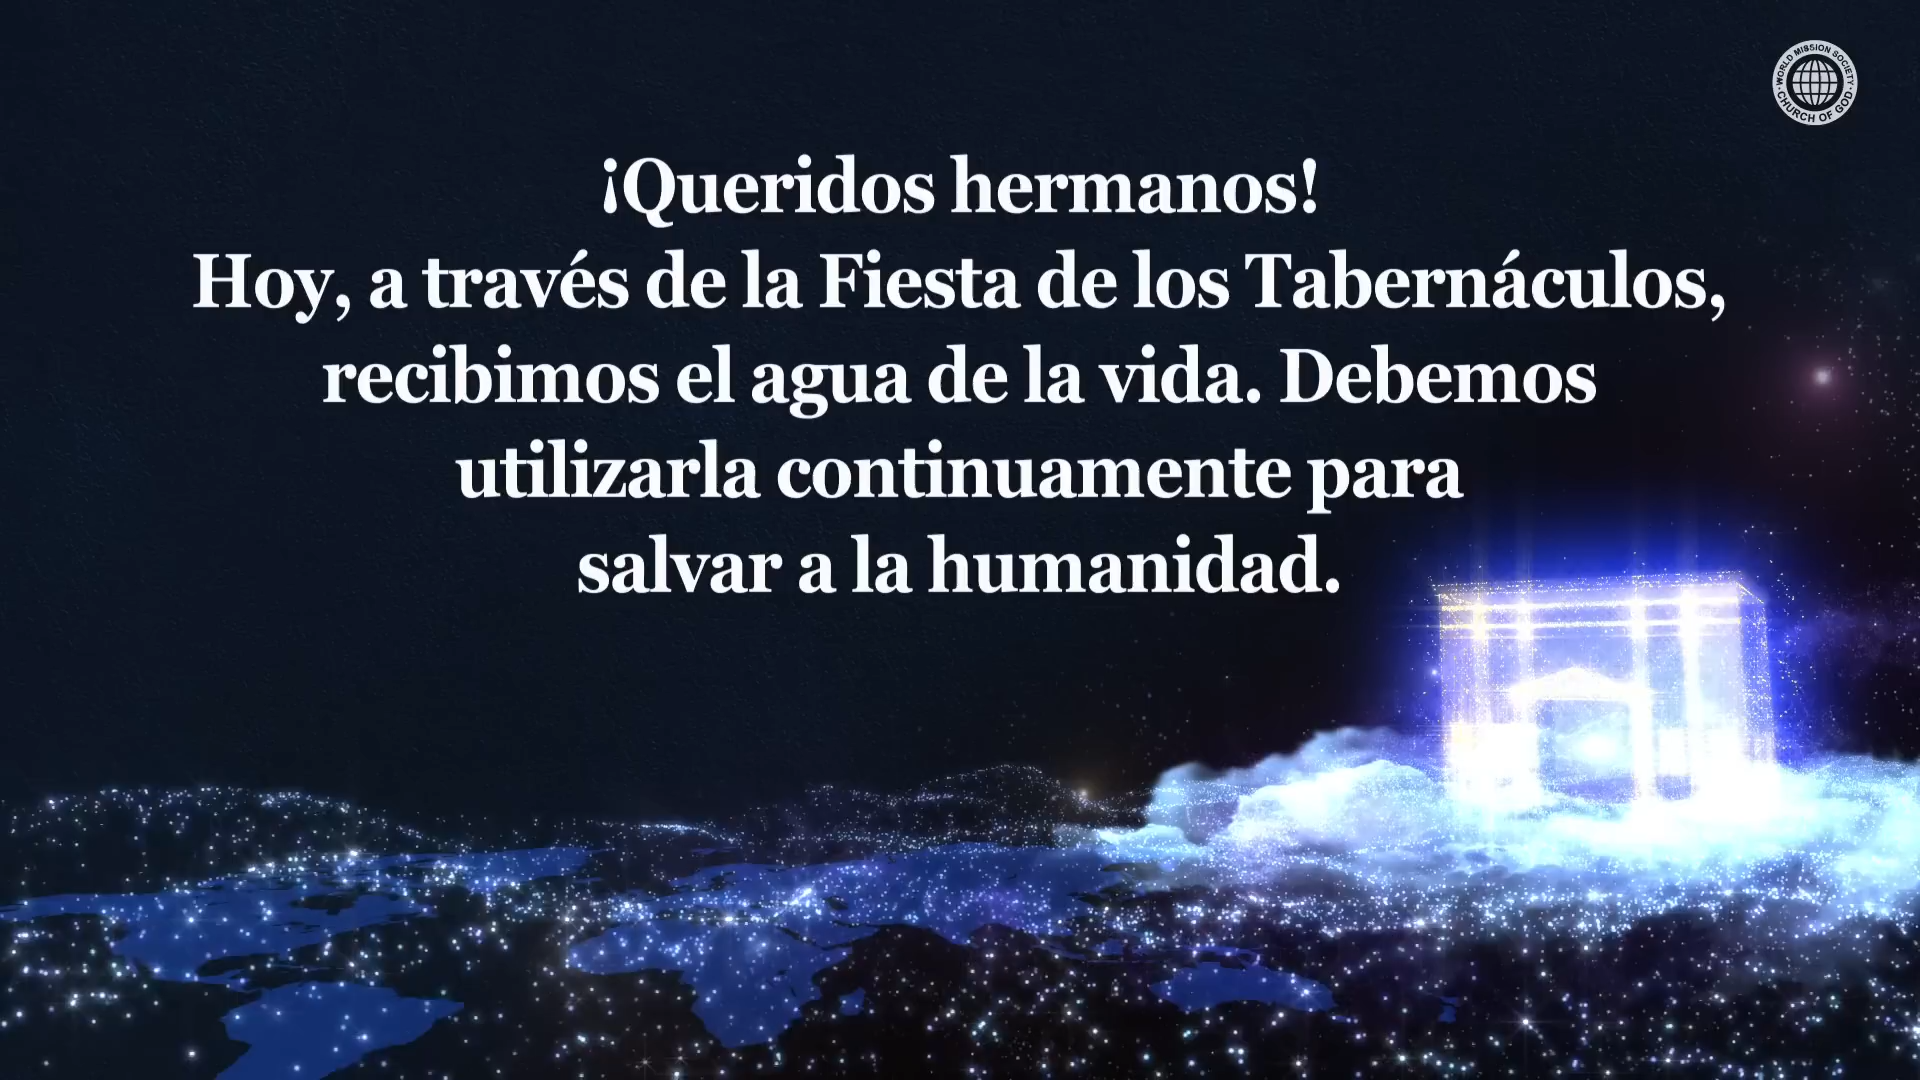 WORLD MISSION SOCIETY
CHURCH OF GOD
¡Queridos hermanos!
Hoy, a través de la Fiesta de los Tabernáculos,
recibimos el agua de la vida. Debemos
utilizarla continuamente para
salvar a la humanidad.